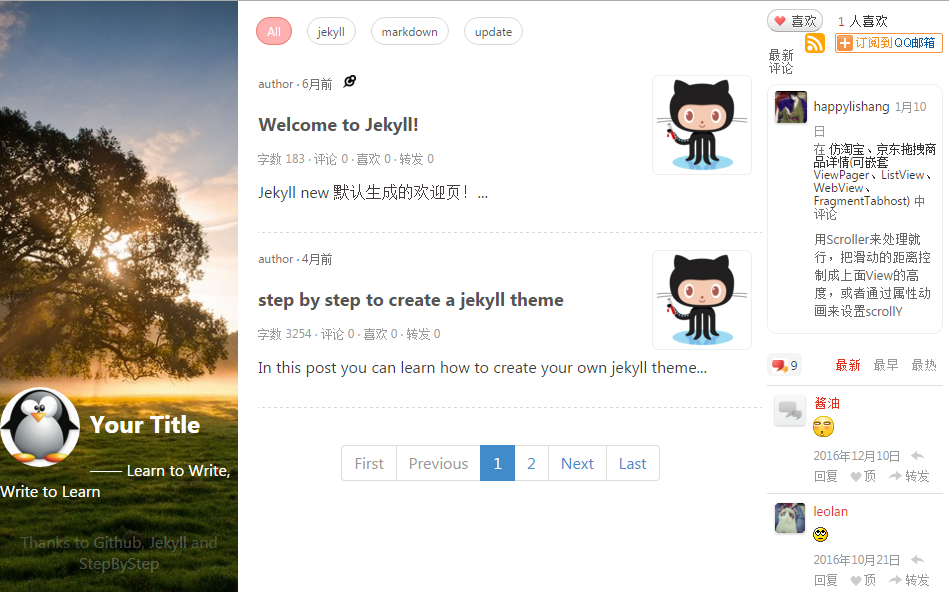 Your Title
—— Learn to Write,
Write to Learn
Thanks to Github, Jekyll and
StepByStep
All
jekyll
markdown
update
author · 6月前
Welcome to Jekyll!
字数 183 · 评论 0 · 喜欢 0 · 转发 0
Jekyll new 默认生成的欢迎页！...
author · 4月前
step by step to create a jekyll theme
字数 3254 · 评论 0 · 喜欢 0 · 转发 0
In this post you can learn how to create your own jekyll theme...
First
Previous
1
2
Next
Last
喜欢
1 人喜欢
订阅到QQ邮箱
最新
评论
happylishang 1月10
日
在 仿淘宝、京东拖拽商
品详情(可嵌套
ViewPager、ListView、
WebView、
FragmentTabhost) 中
评论
用Scroller来处理就
行，把滑动的距离控
制成上面View的高
度，或者通过属性动
画来设置scrollY
9
最新
最早
最热
酱油
2016年12月10日
回复 顶 转发
leolan
2016年10月21日
回复 顶 转发